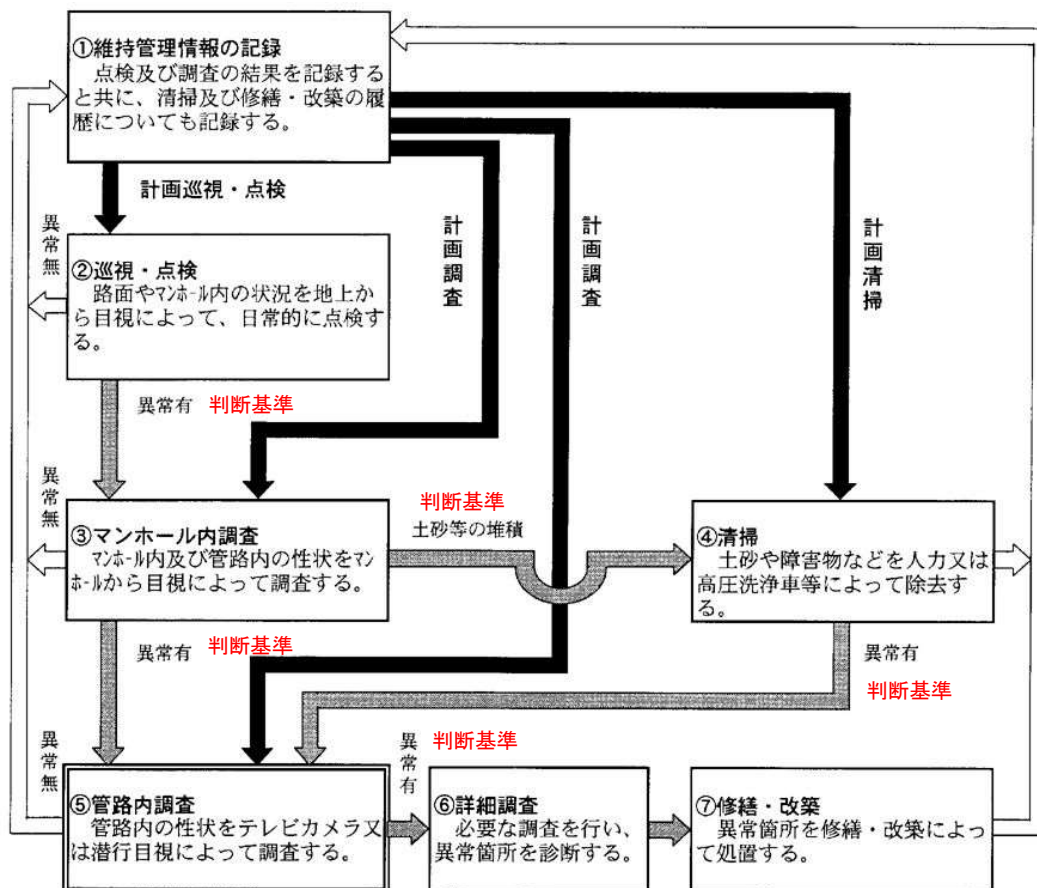 ①維持管理情報の記録
点検及び調査の結果を記録する
と共に、清掃及び修繕・改築の履
歴についても記録する。
計画巡視・点検
異常無
②巡視・点検
路面やマンホール内の状況を地上か
ら目視によって、日常的に点検す
る。
計画調査
計画調査
計画清掃
異常有 判断基準
異常無
③マンホール内調査
マンホール内及び管路内の性状をマン
ホールから目視によって調査する。
判断基準
土砂等の堆積
④清掃
土砂や障害物などを人力又は
高圧洗浄車等によって除去す
る。
異常有 判断基準
異常有
判断基準
異常無
異常有
判断基準
⑤管路内調査
管路内の性状をテレビカメラ又
は潜行目視によって調査する。
⑥詳細調査
必要な調査を行い、
異常箇所を診断する。
⑦修繕・改築
異常箇所を修繕・改築によっ
て処置する。